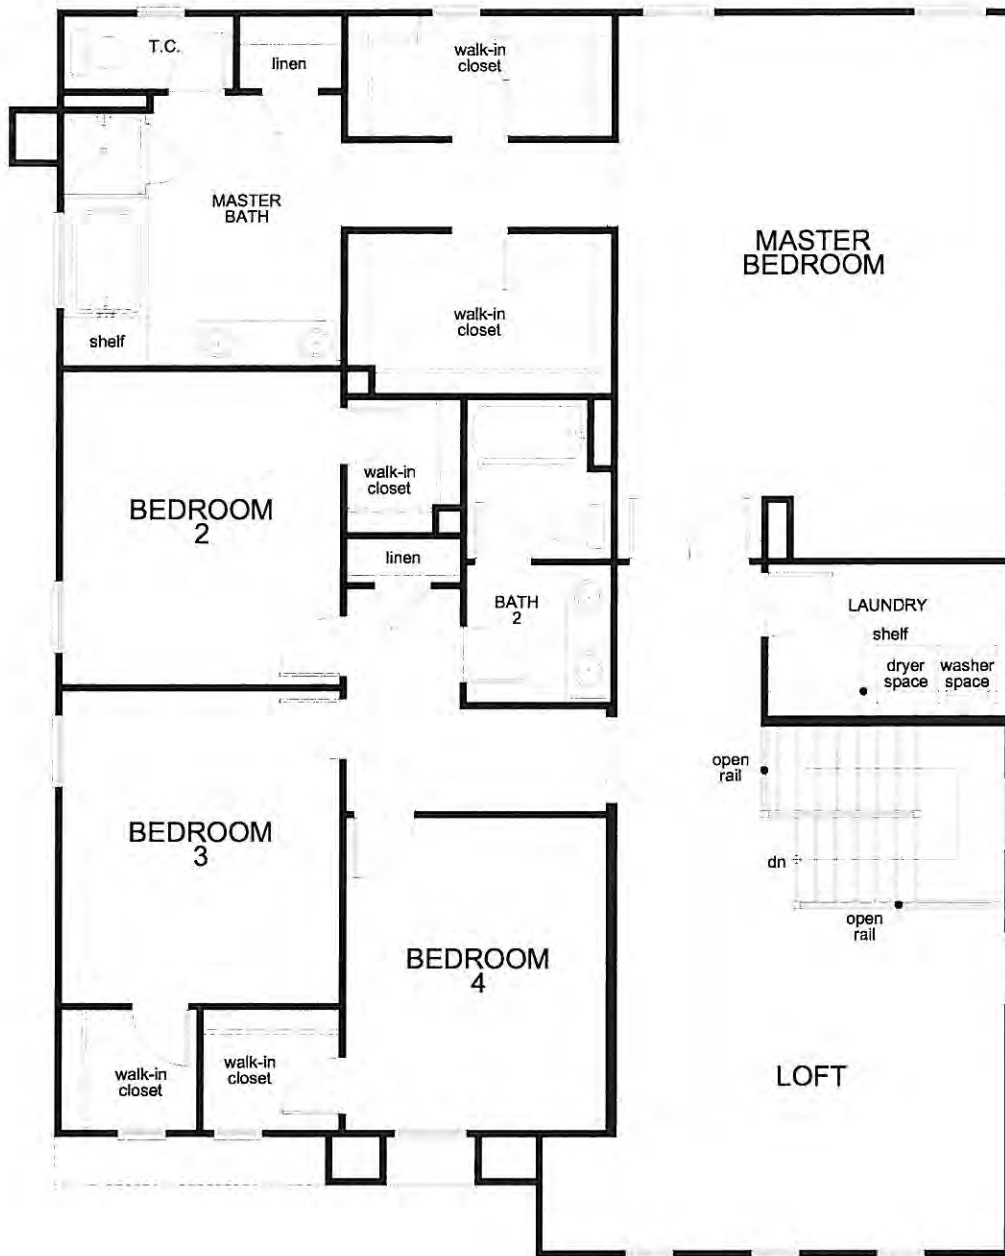 T.C.
linen
walk-in
closet
MASTER
BATH
MASTER
BEDROOM
walk-in
closet
shelf
BEDROOM
2
walk-in
closet
linen
BATH
2
LAUNDRY
shelf
dryer
space
washer
space
open
rail
BEDROOM
3
dn
open
rail
BEDROOM
4
walk-in
closet
walk-in
closet
LOFT